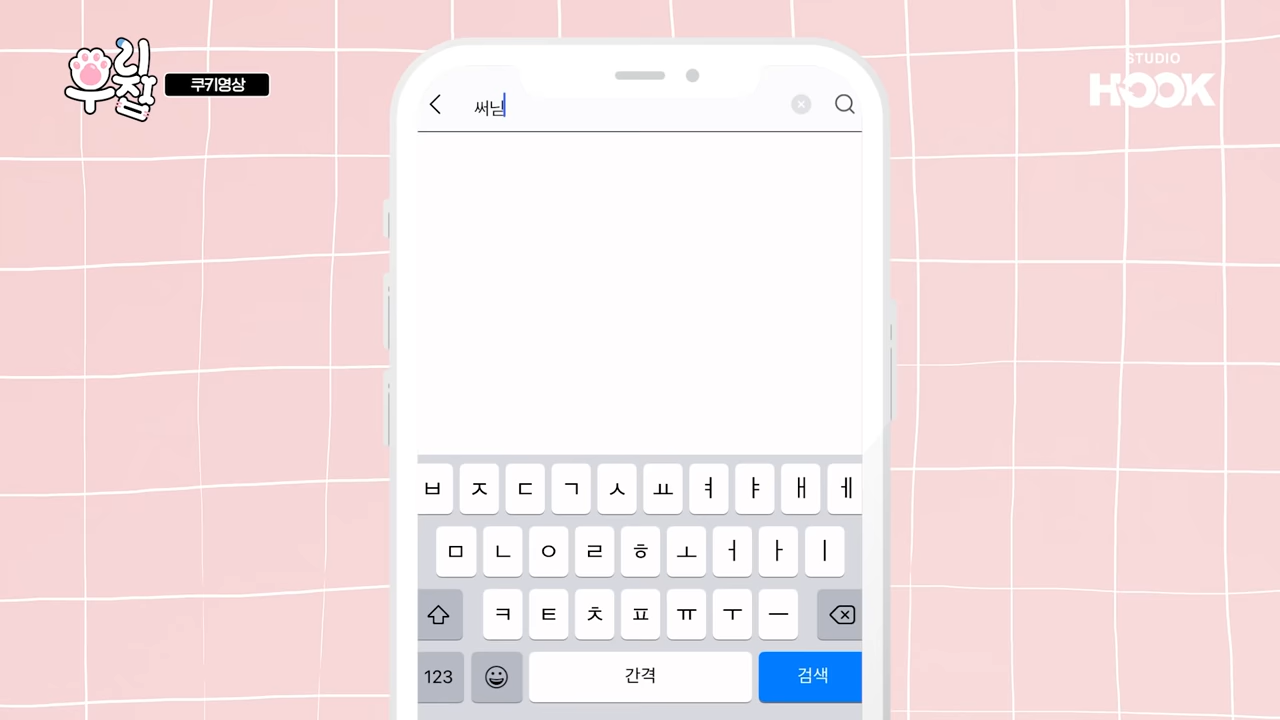 우리집
쿠키영상
STUDIO
HOOK
써님
ㅂ ㅈ ㄷ ㄱ ㅅ ㅛ ㅕ ㅑ ㅐ ㅔ
ㅁ ㄴ ㅇ ㄹ ㅎ ㅗ ㅓ ㅏ ㅣ
ㅋ ㅌ ㅊ ㅍ ㅠ ㅜ ㅡ
123 간격 검색